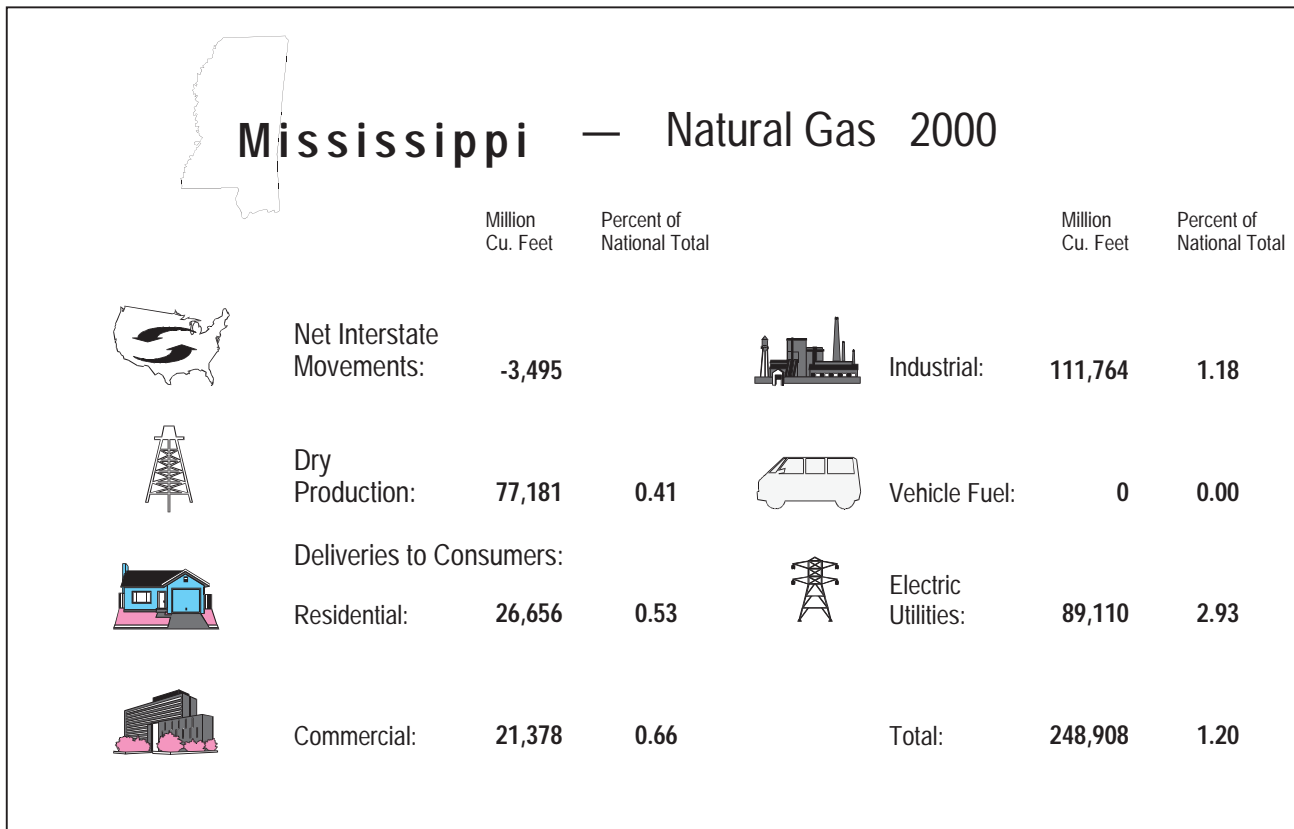 Mississippi — Natural Gas 2000
Million Cu. Feet
Percent of National Total
Net Interstate Movements: -3,495
Dry Production: 77,181 0.41
Deliveries to Consumers:
Residential: 26,656 0.53
Commercial: 21,378 0.66
Million Cu. Feet
Percent of National Total
Industrial: 111,764 1.18
Vehicle Fuel: 0 0.00
Electric Utilities: 89,110 2.93
Total: 248,908 1.20